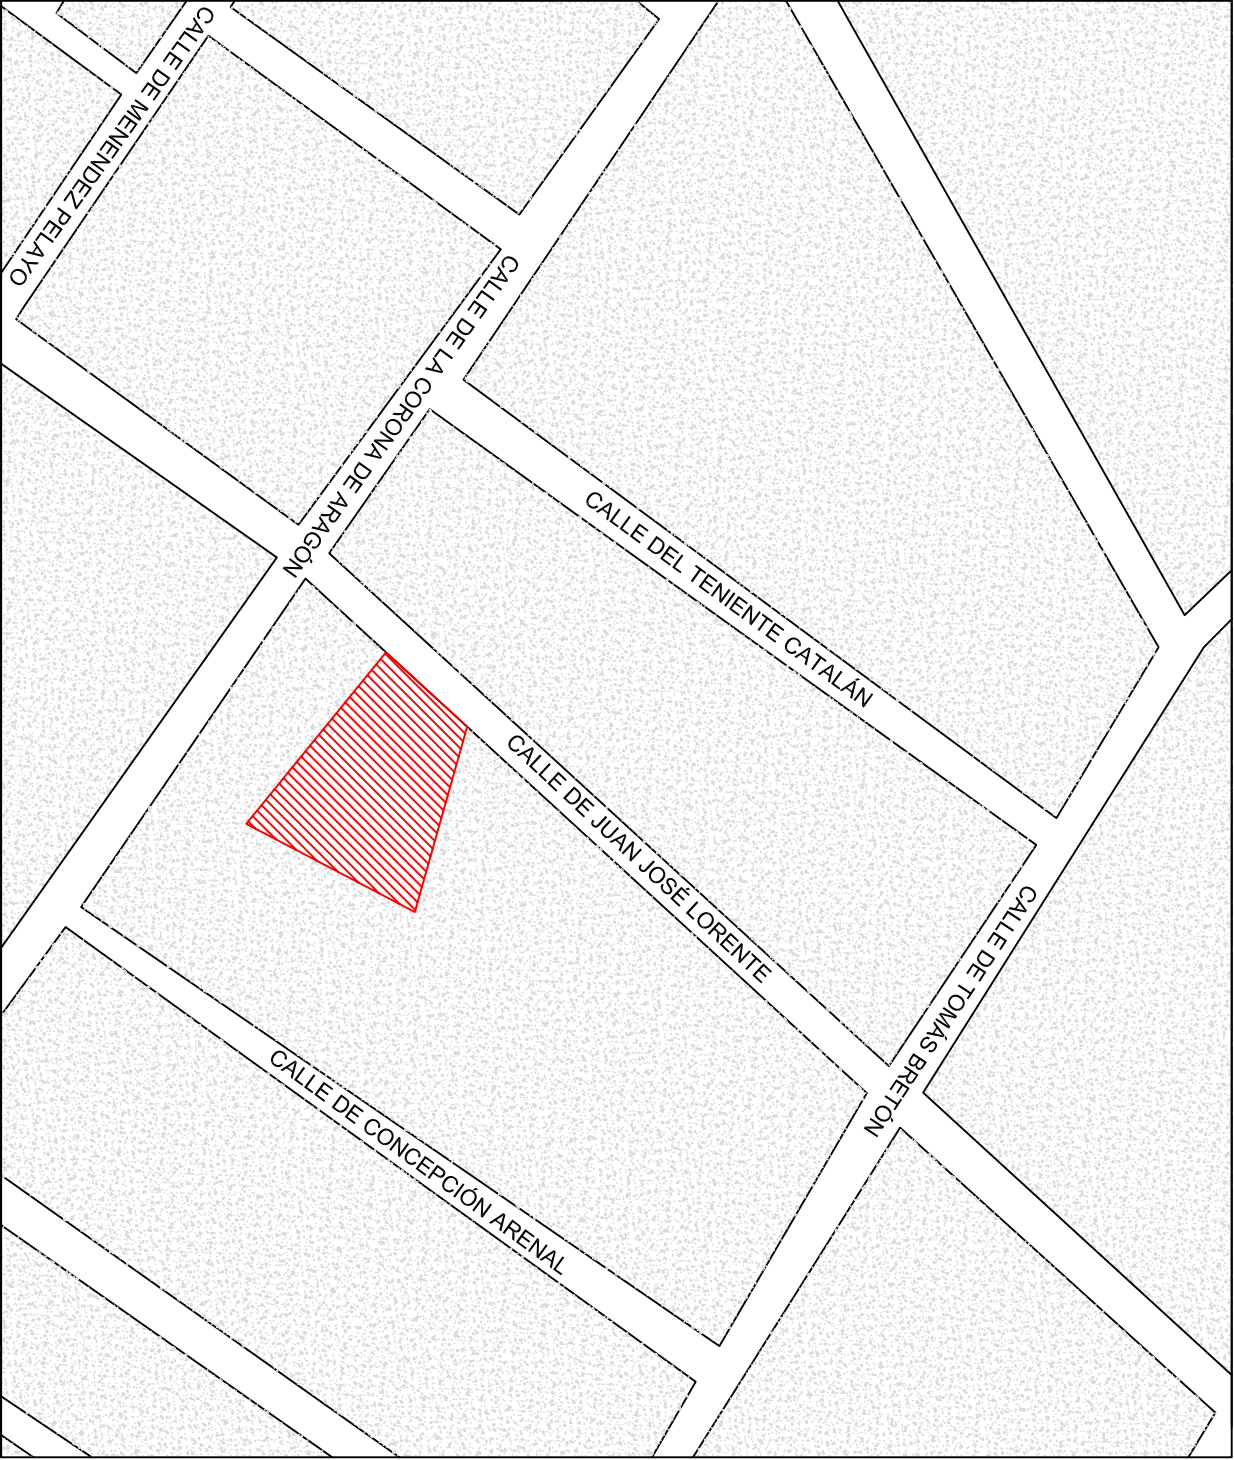 CALLE DE MENENDEZ PELAYO
CALLE DE LA CORONA DE ARAGÓN
CALLE DEL TENIENTE CATALÁN
CALLE DE JUAN JOSÉ LORENTE
CALLE DE TOMÁS BRETÓN
CALLE DE CONCEPCIÓN ARENAL